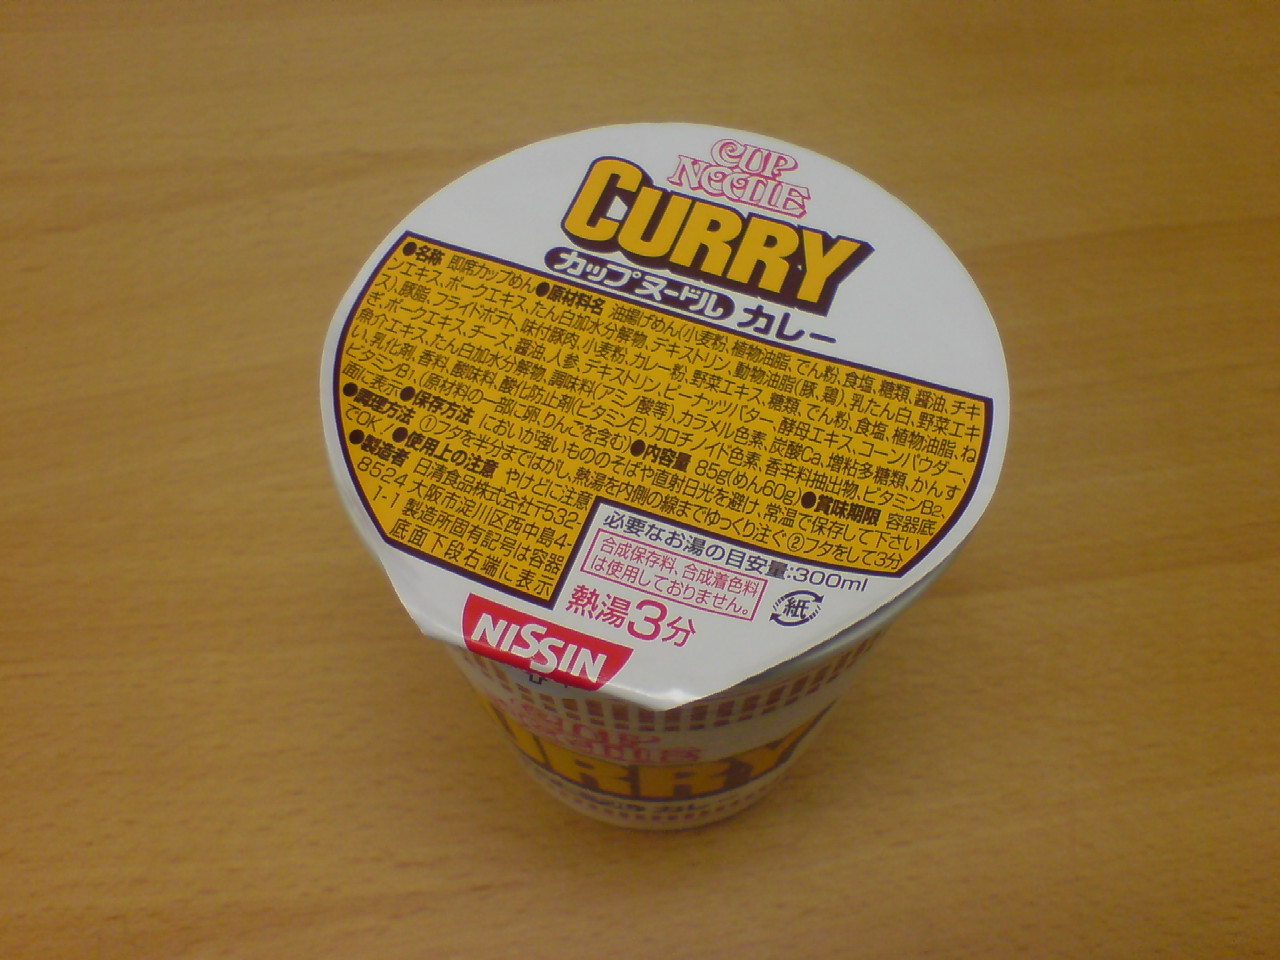 CUP
NOODLE
CURRY
カップヌードル カレー
●名称 即席カップめん●原材料名 油揚げめん(小麦粉、植物油脂、でん粉、食塩、糖類、醤油、チキ
ンエキス、ポークエキス、たん白加水分解物、デキストリン、動物油脂(豚、鶏)、乳たん白、野菜エキ
ス)、豚脂、フライドポテト、味付豚肉、小麦粉、カレー粉、野菜エキス、糖類、でん粉、食塩、植物油脂、ね
ぎ、ポークエキス、チーズ、醤油、人参、デキストリン、ピーナッツバター、酵母エキス、コーンパウダー、
魚介エキス、たん白加水分解物、調味料(アミノ酸等)、カラメル色素、炭酸Ca、増粘多糖類、かんす
い、乳化剤、香料、酸味料、酸化防止剤(ビタミンE)、カロチノイド色素、香辛料抽出物、ビタミンB₂、
ビタミンB₁、(原材料の一部に卵、りんごを含む)●内容量 85g(めん60g)●賞味期限 容器底
面に表示●保存方法 においが強いもののそばや直射日光を避け、常温で保存して下さい
●調理方法 ①フタを半分まではがし、熱湯を内側の線までゆっくり注ぐ②フタをして3分
でOK!●使用上の注意 やけどに注意
●製造者 日清食品株式会社〒532-
8524 大阪市淀川区西中島4-
1-1 製造所固有記号は容器
底面下段右端に表示
必要なお湯の目安量:300ml
合成保存料、合成着色料
は使用しておりません。
紙
熱湯3分
NISSIN